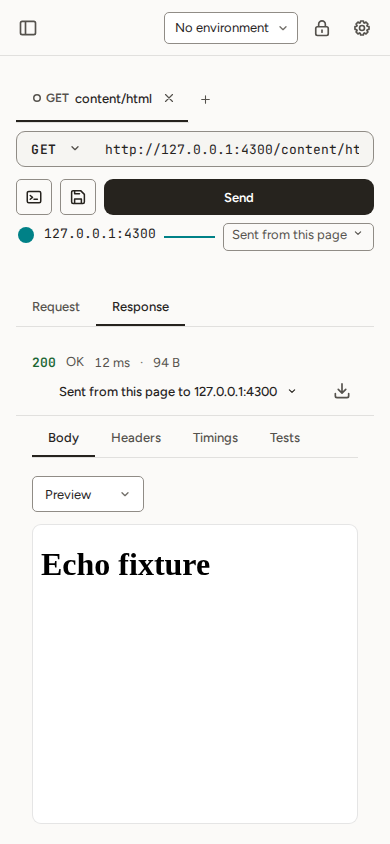 No environment
GET content/html
GET http://127.0.0.1:4300/content/ht
Send
127.0.0.1:4300 Sent from this page
Request Response
200 OK 12 ms · 94 B
Sent from this page to 127.0.0.1:4300
Body Headers Timings Tests
Preview
Echo fixture